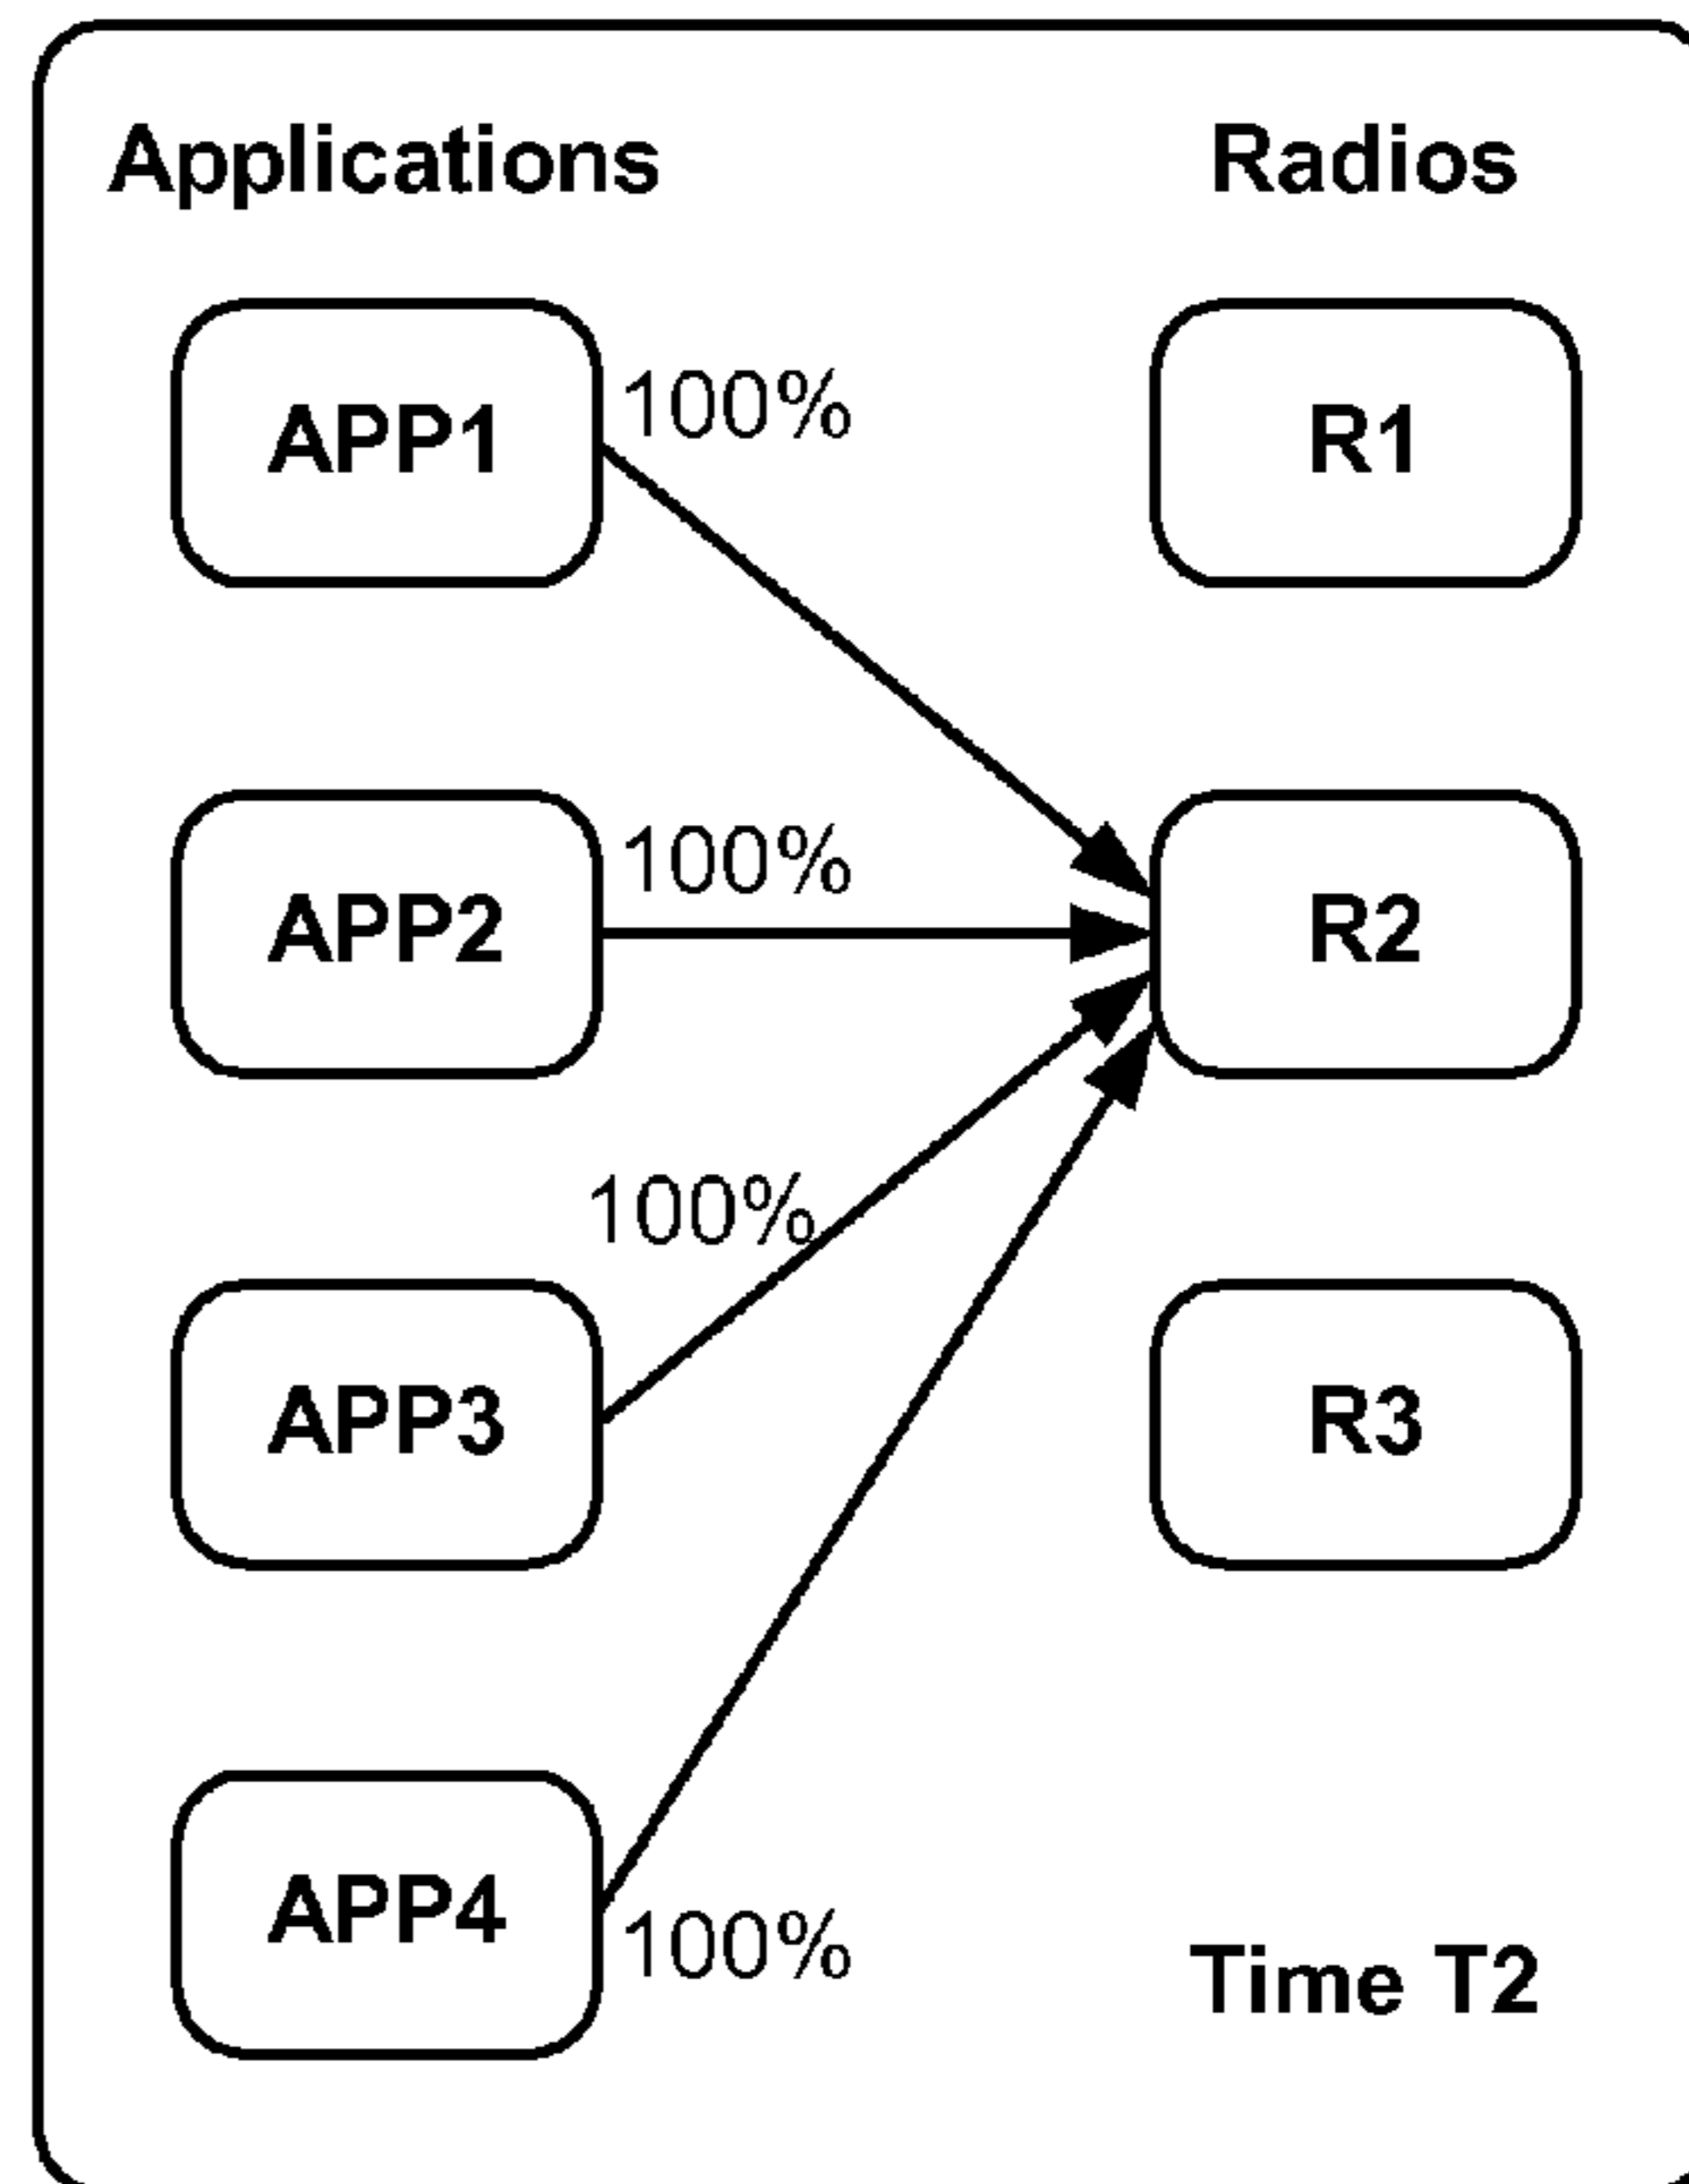 Applications Radios
APP1 100% R1
APP2 100% R2
100%
APP3 R3
APP4 100%
Time T2